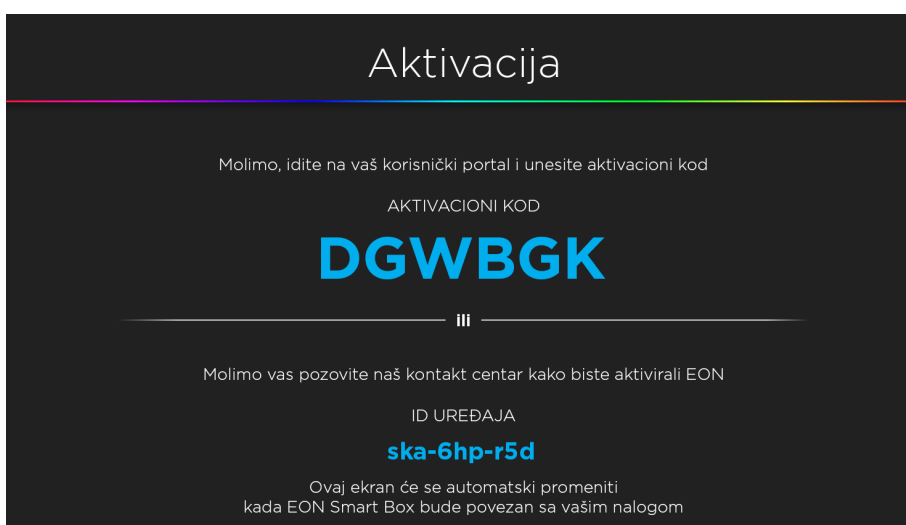 Aktivacija
Molimo, idite na vaš korisnički portal i unesite aktivacioni kod
AKTIVACIONI KOD
DGWBGK
ili
Molimo vas pozovite naš kontakt centar kako biste aktivirali EON
ID UREĐAJA
ska-6hp-r5d
Ovaj ekran će se automatski promeniti
kada EON Smart Box bude povezan sa vašim nalogom